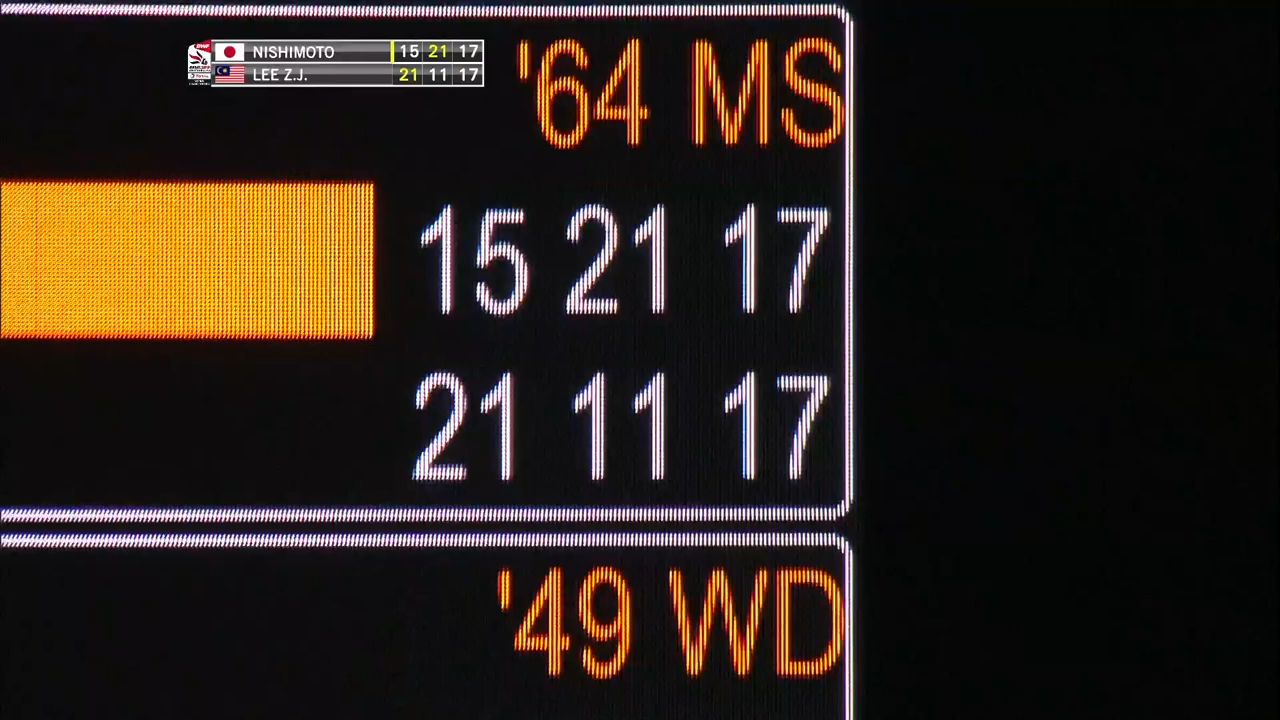 NISHIMOTO 15 21 17
LEE Z.J. 21 11 17
'64 MS
15 21 17
21 11 17
'49 WD